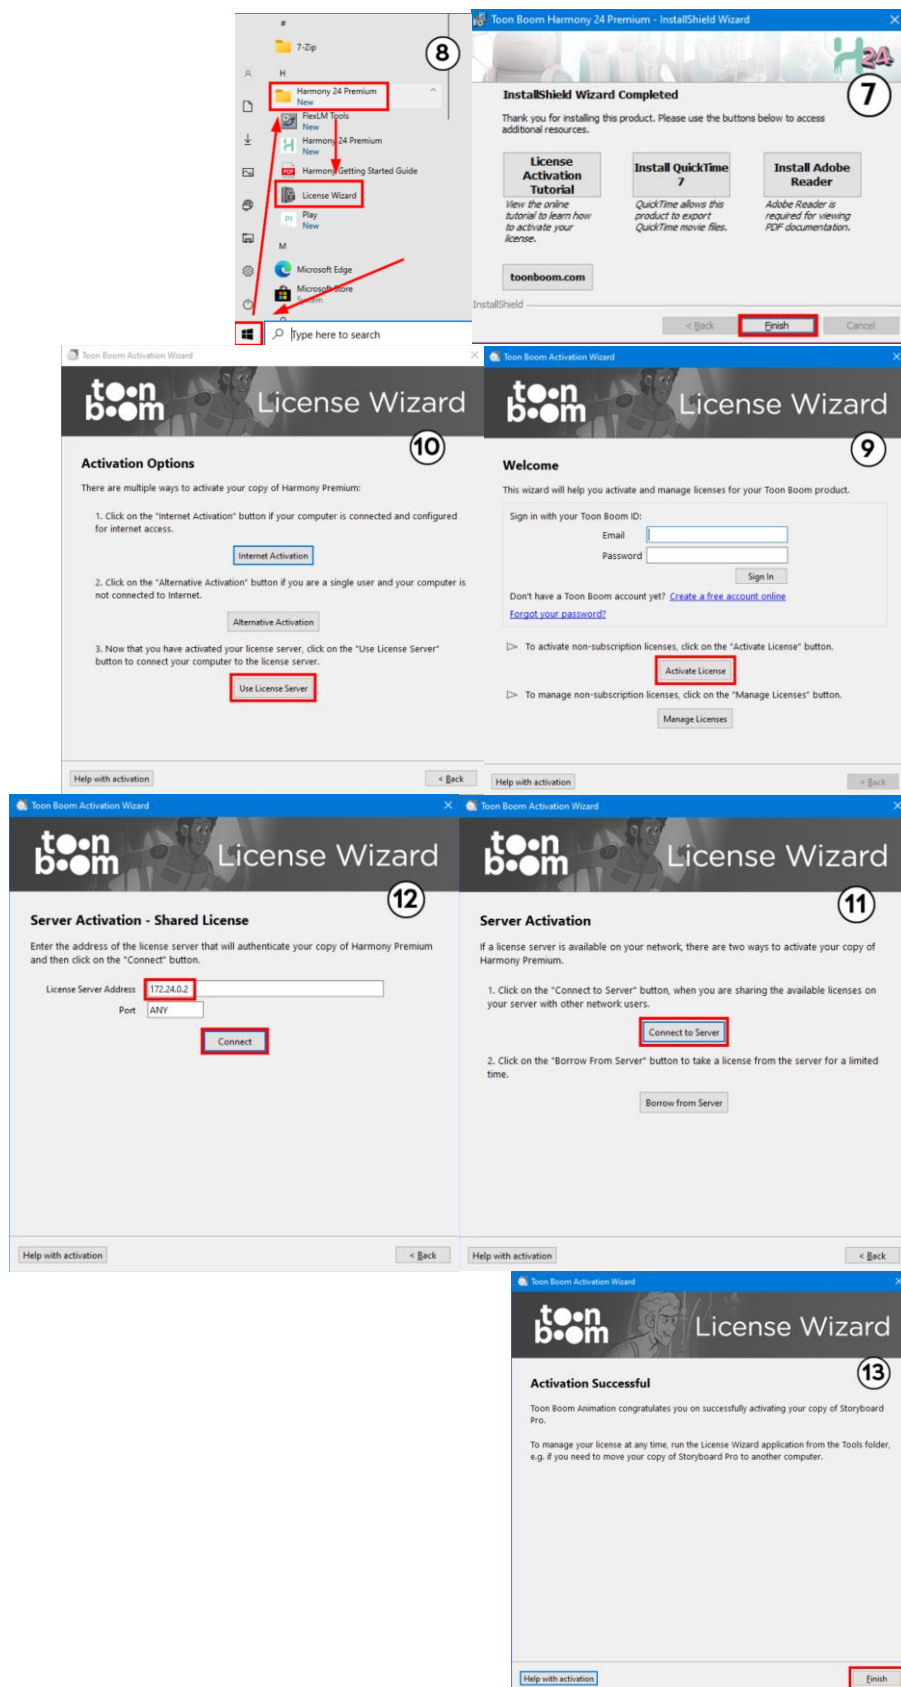 #
7-Zip
8
H
Harmony 24 Premium
New
FlexLM Tools
New
Harmony 24 Premium
New
Harmony Getting Started Guide
License Wizard
Play
New
M
Microsoft Edge
Microsoft Store
System
Type here to search
Toon Boom Harmony 24 Premium - InstallShield Wizard
24
7
InstallShield Wizard Completed
Thank you for installing this product. Please use the buttons below to access
additional resources.
License
Activation
Tutorial
View the online
tutorial to learn how
to activate your
license.
Install QuickTime
7
QuickTime allows this
product to export
QuickTime movie files.
Install Adobe
Reader
Adobe Reader is
required for viewing
PDF documentation.
toonboom.com
InstallShield
< Back
Finish
Cancel
Toon Boom Activation Wizard
toon
boom
License Wizard
10
Activation Options
There are multiple ways to activate your copy of Harmony Premium:
1. Click on the "Internet Activation" button if your computer is connected and configured
for internet access.
Internet Activation
2. Click on the "Alternative Activation" button if you are a single user and your computer is
not connected to Internet.
Alternative Activation
3. Now that you have activated your license server, click on the "Use License Server"
button to connect your computer to the license server.
Use License Server
Help with activation
< Back
Toon Boom Activation Wizard
toon
boom
License Wizard
9
Welcome
This wizard will help you activate and manage licenses for your Toon Boom product.
Sign in with your Toon Boom ID:
Email
Password
Sign In
Don't have a Toon Boom account yet? Create a free account online
Forgot your password?
To activate non-subscription licenses, click on the "Activate License" button.
Activate License
To manage non-subscription licenses, click on the "Manage Licenses" button.
Manage Licenses
Help with activation
< Back
Toon Boom Activation Wizard
toon
boom
License Wizard
12
Server Activation - Shared License
Enter the address of the license server that will authenticate your copy of Harmony Premium
and then click on the "Connect" button.
License Server Address 172.24.0.2
Port ANY
Connect
Help with activation
< Back
Toon Boom Activation Wizard
toon
boom
License Wizard
11
Server Activation
If a license server is available on your network, there are two ways to activate your copy of
Harmony Premium.
1. Click on the "Connect to Server" button, when you are sharing the available licenses on
your server with other network users.
Connect to Server
2. Click on the "Borrow From Server" button to take a license from the server for a limited
time.
Borrow from Server
Help with activation
< Back
Toon Boom Activation Wizard
toon
boom
License Wizard
13
Activation Successful
Toon Boom Animation congratulates you on successfully activating your copy of Storyboard
Pro.
To manage your license at any time, run the License Wizard application from the Tools folder,
e.g. if you need to move your copy of Storyboard Pro to another computer.
Help with activation
Finish